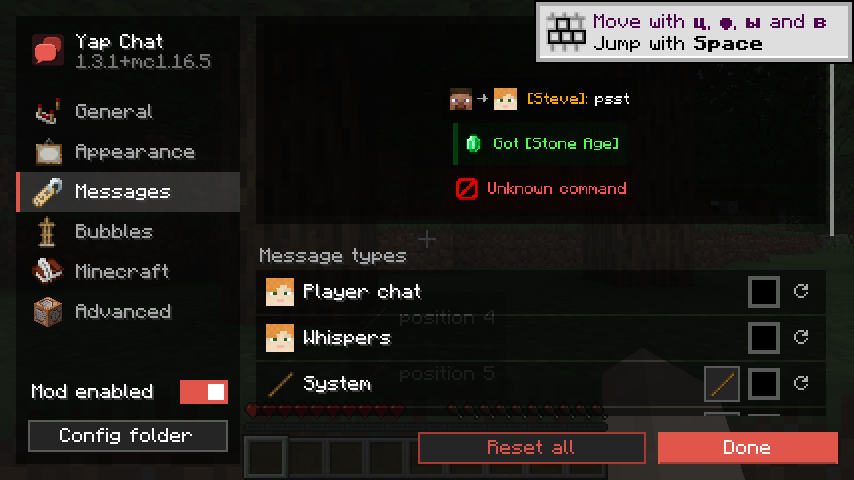 Move with ц, ф, ы and в
Jump with Space
Yap Chat
1.3.1+mc1.16.5
General
Appearance
Messages
Bubbles
Minecraft
Advanced
Mod enabled
Config folder
[Steve]: psst
Got [Stone Age]
Unknown command
Message types
Player chat
position 4
Whispers
position 5
System
Reset all
Done